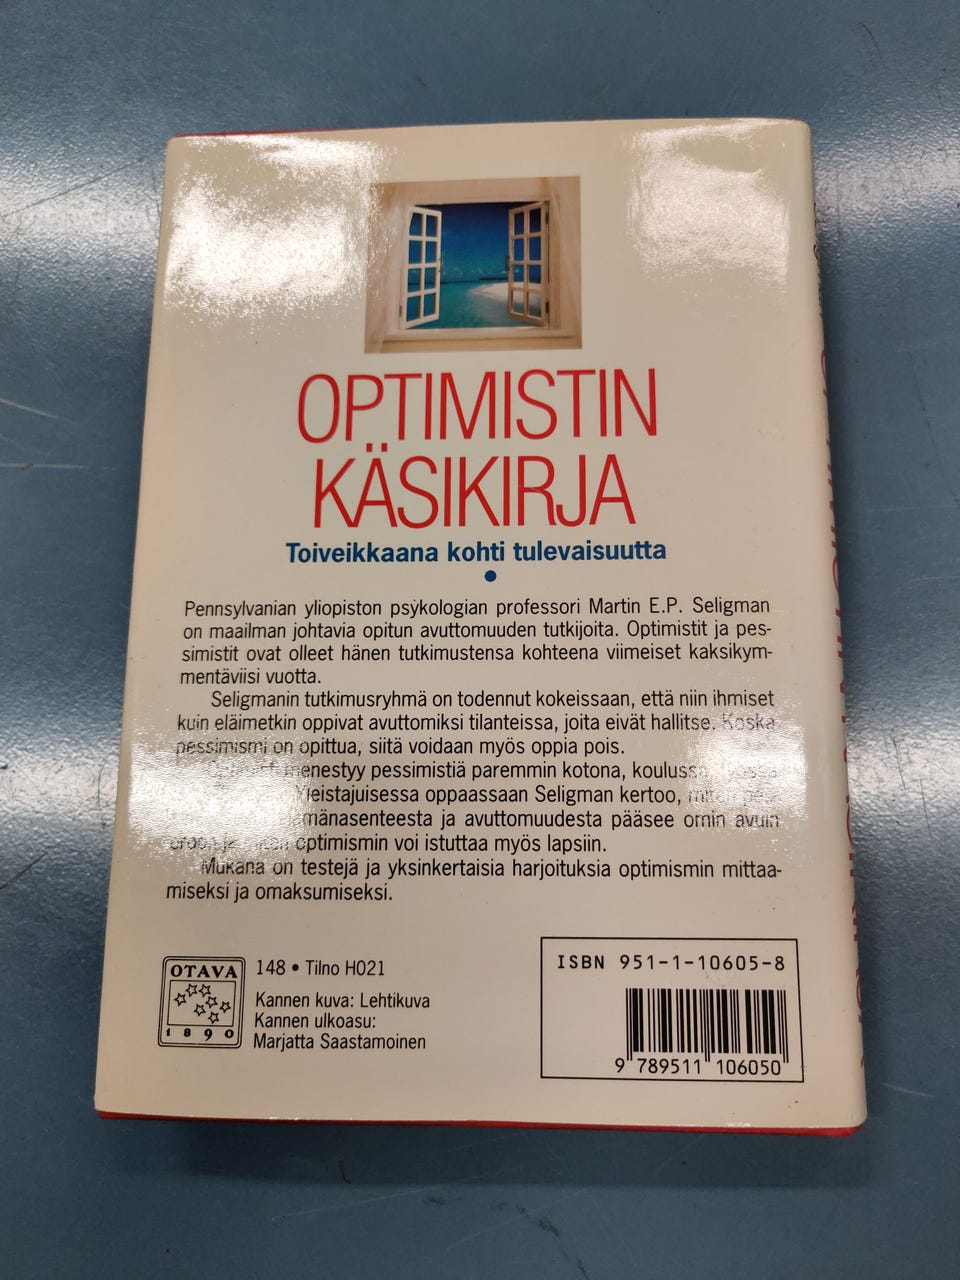 OPTIMISTIN
KÄSIKIRJA
Toiveikkaana kohti tulevaisuutta
Pennsylvanian yliopiston psykologian professori Martin E.P. Seligman
on maailman johtavia opitun avuttomuuden tutkijoita. Optimistit ja pes-
simistit ovat olleet hänen tutkimustensa kohteena viimeiset kaksikym-
mentäviisi vuotta.
Seligmanin tutkimusryhmä on todennut kokeissaan, että niin ihmiset
kuin eläimetkin oppivat avuttomiksi tilanteissa, joita eivät hallitse. Koska
pessimismi on opittua, siitä voidaan myös oppia pois.
menestyy pessimistiä paremmin kotona, koulussa
Yleistajuisessa oppaassaan Seligman kertoo, miten
ja avuttomuudesta pääsee omin avuin
optimismin voi istuttaa myös lapsiin.
Mukana on testejä ja yksinkertaisia harjoituksia optimismin mittaa-
miseksi ja omaksumiseksi.
OTAVA
1890
148 • Tilno H021
Kannen kuva: Lehtikuva
Kannen ulkoasu:
Marjatta Saastamoinen
ISBN 951-1-10605-8
9 789511 106050